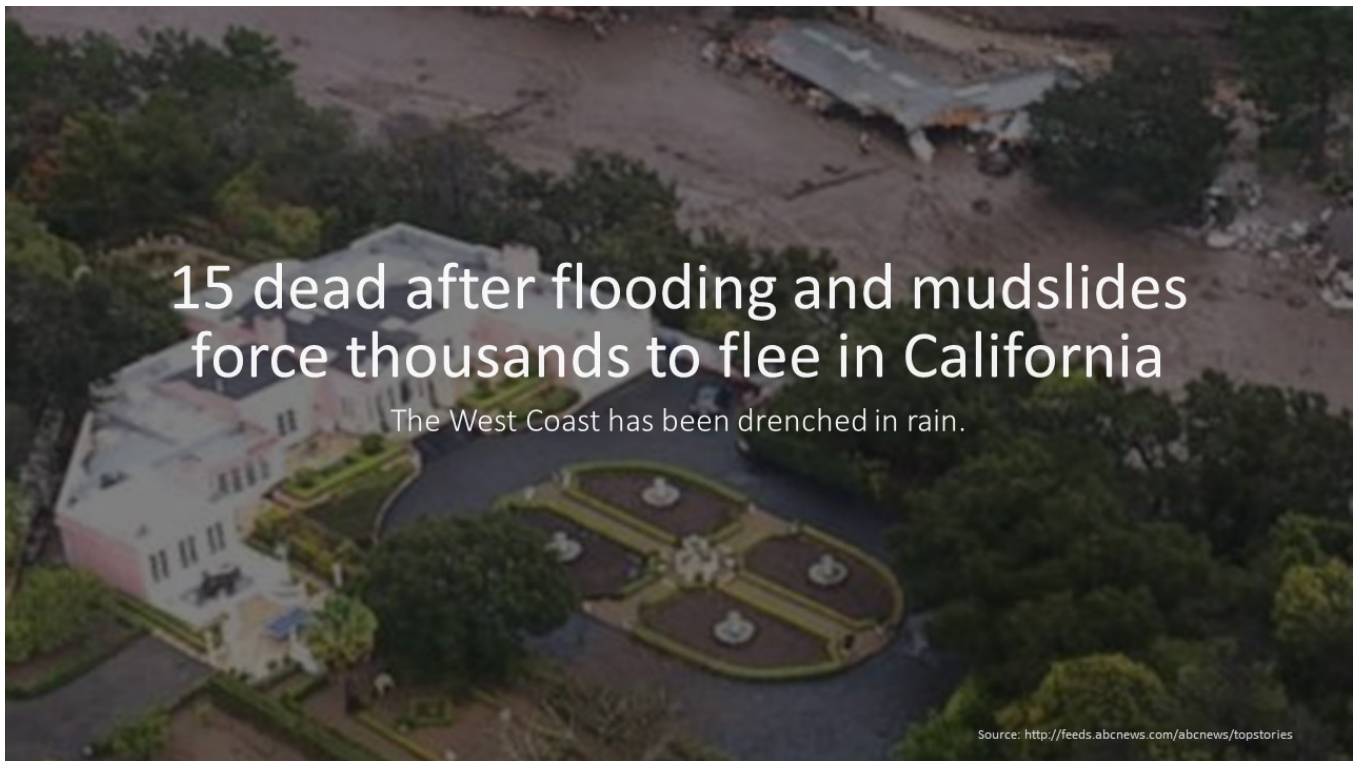 15 dead after flooding and mudslides
force thousands to flee in California
The West Coast has been drenched in rain.
Source: http://feeds.abcnews.com/abcnews/topstories